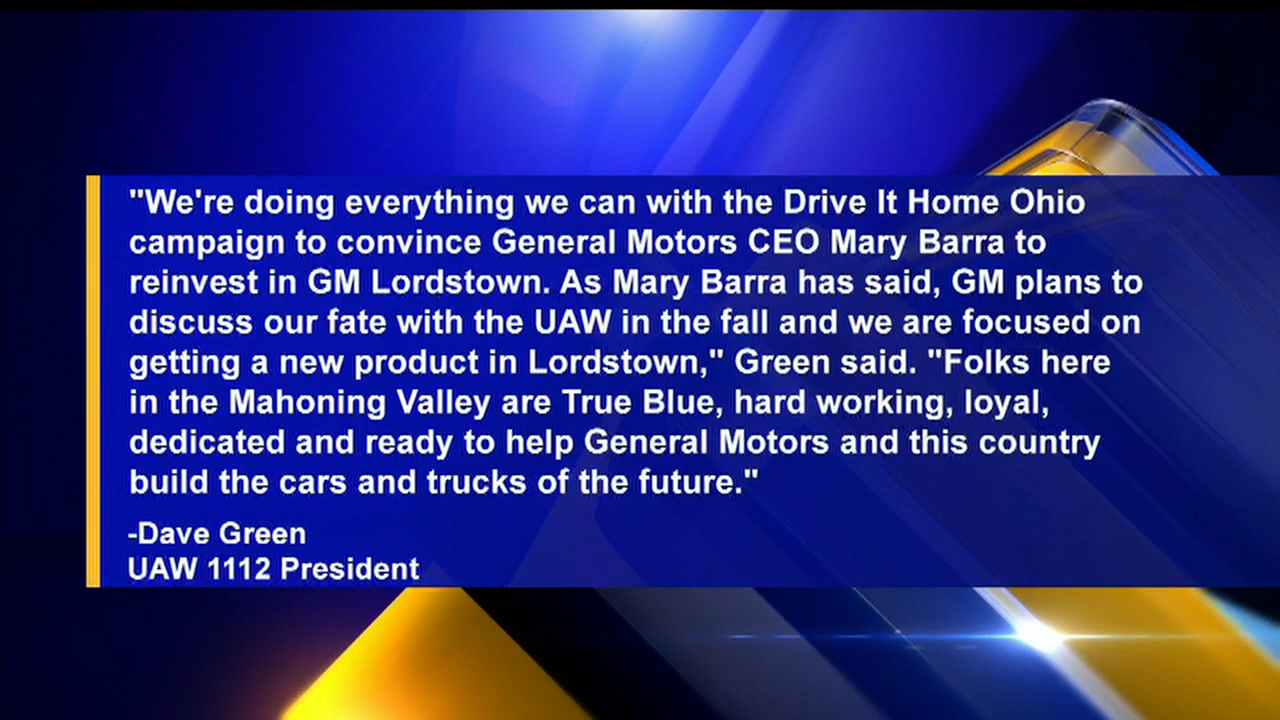 "We're doing everything we can with the Drive It Home Ohio
campaign to convince General Motors CEO Mary Barra to
reinvest in GM Lordstown. As Mary Barra has said, GM plans to
discuss our fate with the UAW in the fall and we are focused on
getting a new product in Lordstown," Green said. "Folks here
in the Mahoning Valley are True Blue, hard working, loyal,
dedicated and ready to help General Motors and this country
build the cars and trucks of the future."
-Dave Green
UAW 1112 President